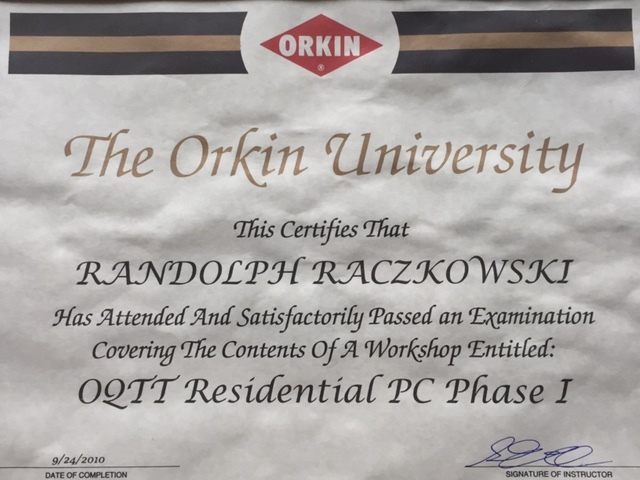 ORKIN
®
The Orkin University
This Certifies That
RANDOLPH RACZKOWSKI
Has Attended And Satisfactorily Passed an Examination
Covering The Contents Of A Workshop Entitled:
OQTT Residential PC Phase I
9/24/2010
DATE OF COMPLETION
SIGNATURE OF INSTRUCTOR